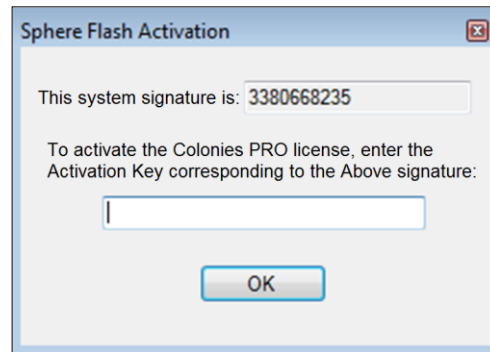 Sphere Flash Activation
This system signature is: 3380668235
To activate the Colonies PRO license, enter the
Activation Key corresponding to the Above signature:
OK